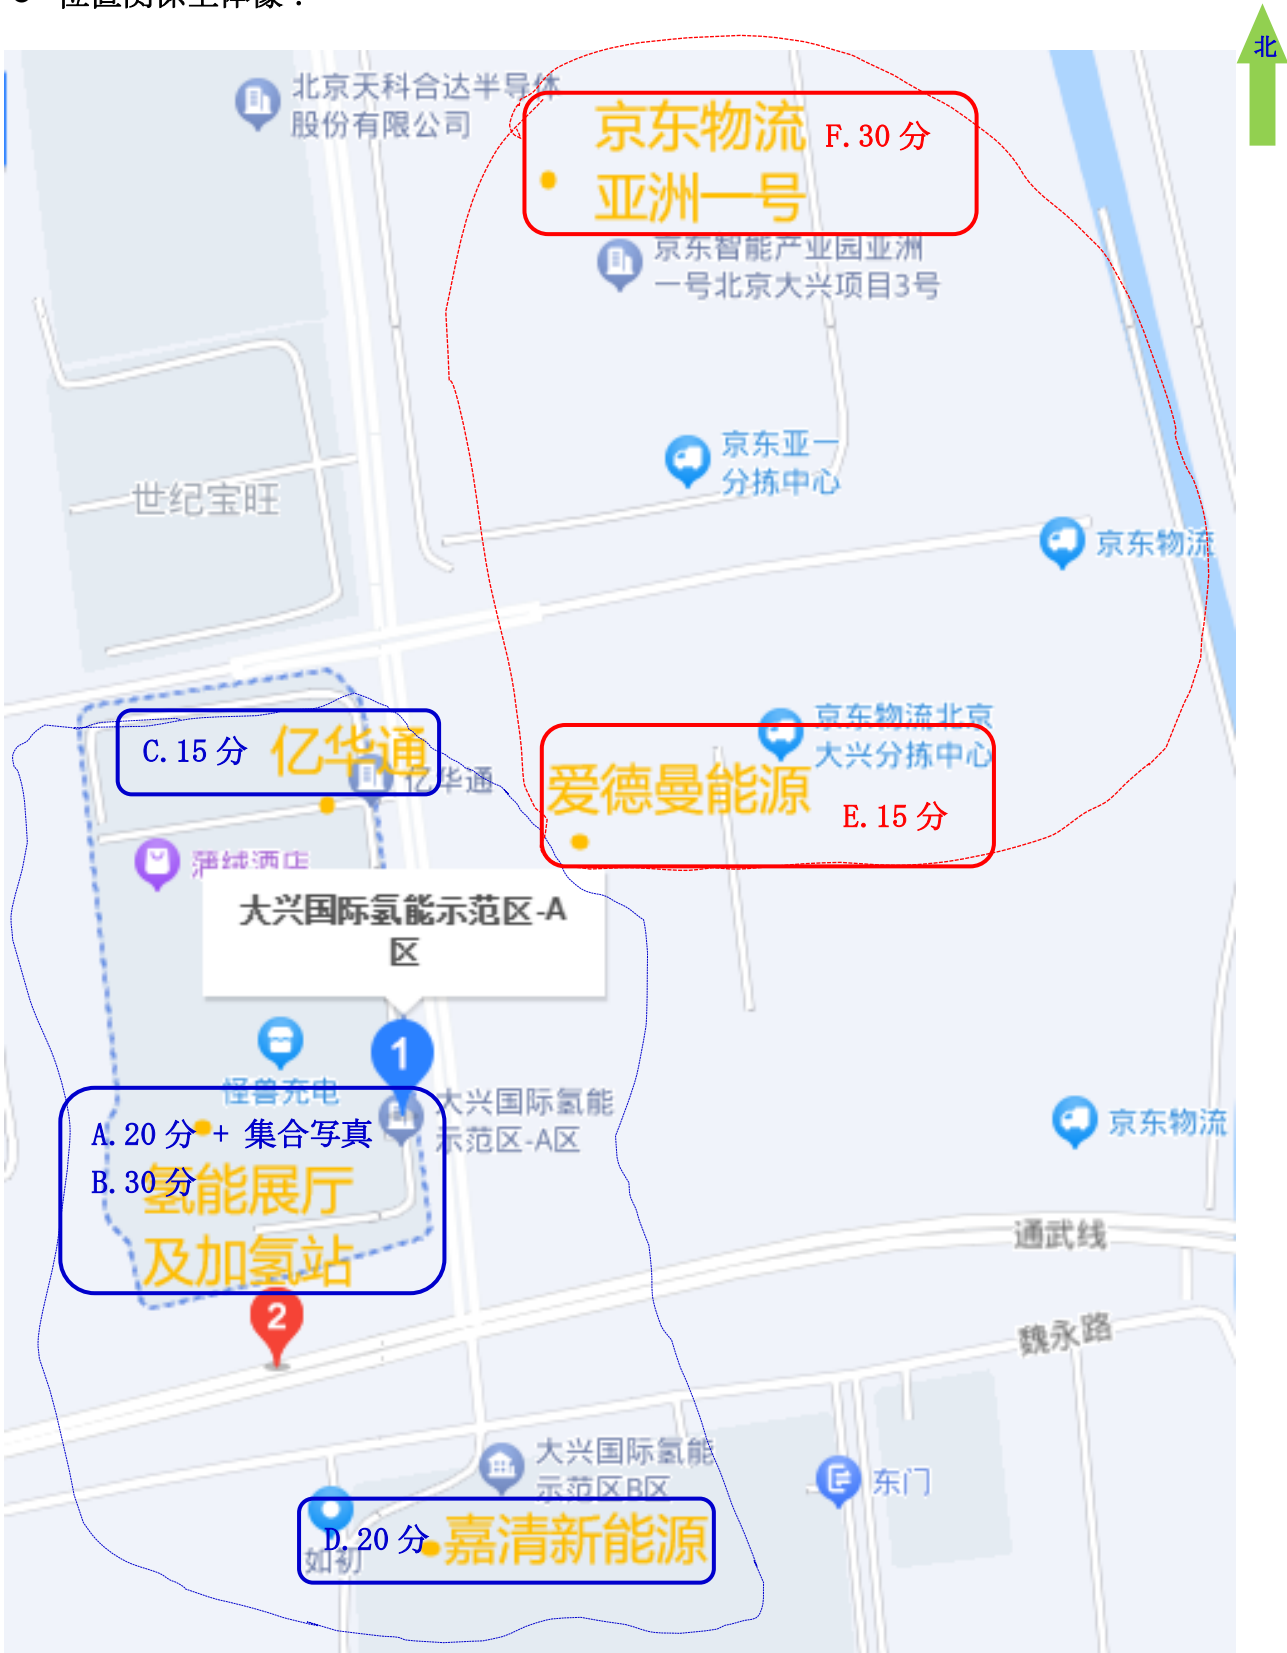 北
北京天科合达半导体
股份有限公司
京东物流
亚洲一号
F.30 分
京东智能产业园亚洲
一号北京大兴项目3号
京东亚一
分拣中心
世纪宝旺
京东物流
C.15 分
亿华通
亿华通
京东物流北京
大兴分拣中心
爱德曼能源
E.15 分
蒲绒酒店
大兴国际氢能示范区-A
区
1
怪兽充电
大兴国际氢能
示范区-A区
京东物流
A.20 分 + 集合写真
B.30 分
氢能展厅
及加氢站
2
通武线
魏永路
大兴国际氢能
示范区B区
东门
D.20 分
嘉清新能源
如初